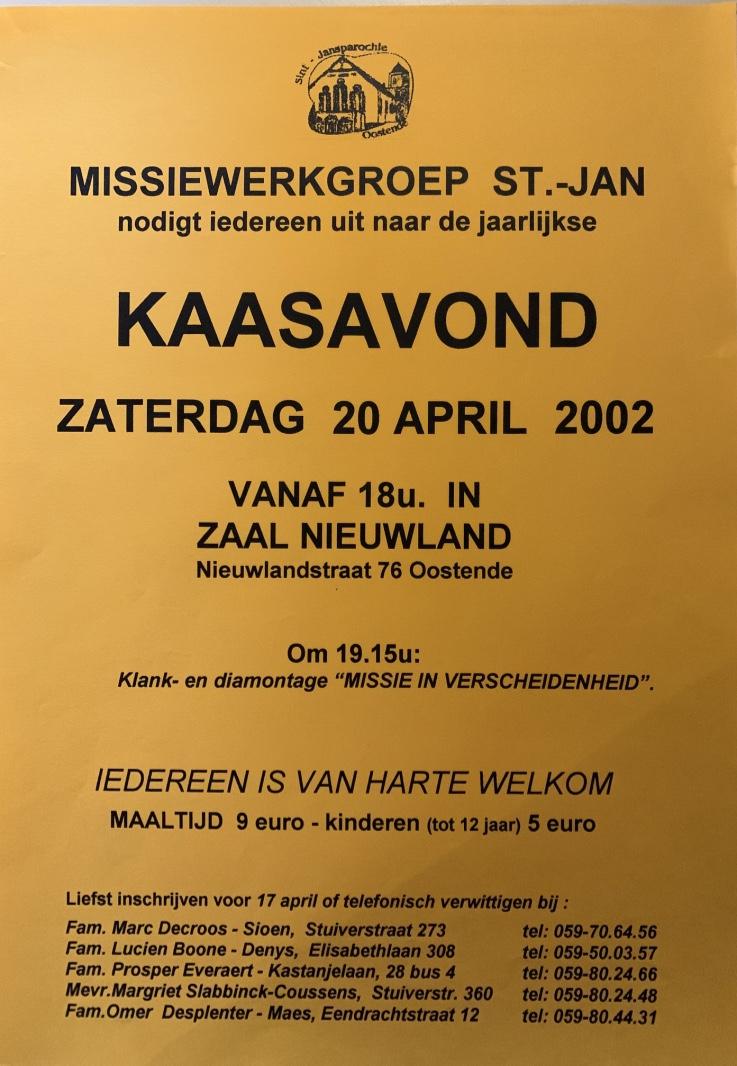 Sint - Jansparochie
Oostende
MISSIEWERKGROEP ST.-JAN
nodigt iedereen uit naar de jaarlijkse
KAASAVOND
ZATERDAG 20 APRIL 2002
VANAF 18u. IN
ZAAL NIEUWLAND
Nieuwlandstraat 76 Oostende
Om 19.15u:
Klank- en diamontage “MISSIE IN VERSCHEIDENHEID”.
IEDEREEN IS VAN HARTE WELKOM
MAALTIJD 9 euro - kinderen (tot 12 jaar) 5 euro
Liefst inschrijven voor 17 april of telefonisch verwittigen bij :
Fam. Marc Decroos - Sioen, Stuiverstraat 273 tel: 059-70.64.56
Fam. Lucien Boone - Denys, Elisabethlaan 308 tel: 059-50.03.57
Fam. Prosper Everaert - Kastanjelaan, 28 bus 4 tel: 059-80.24.66
Mevr.Margriet Slabbinck-Coussens, Stuiverstr. 360 tel: 059-80.24.48
Fam.Omer Desplenter - Maes, Eendrachtstraat 12 tel: 059-80.44.31